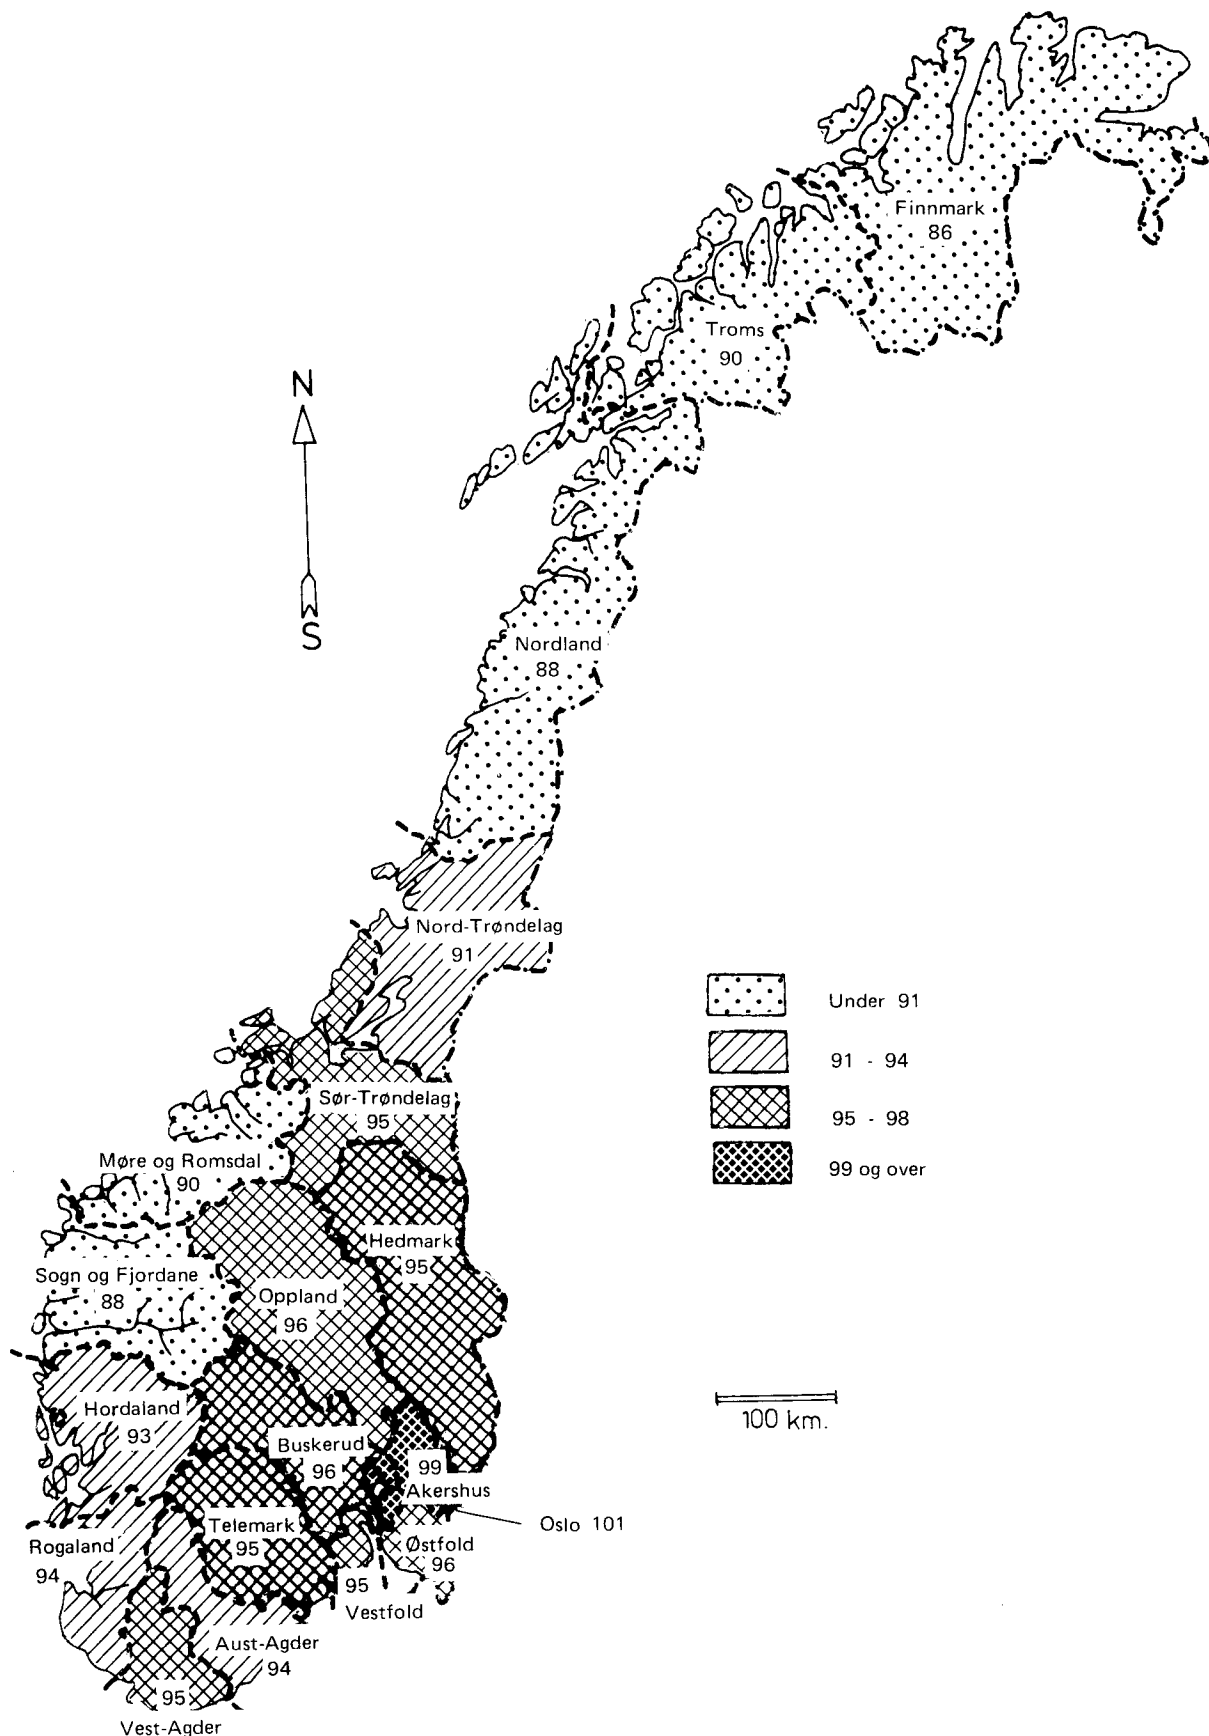 Finnmark
86
Troms
90
N
S
Nordland
88
Nord-Trøndelag
91
Under 91
91 - 94
95 - 98
99 og over
Sør-Trøndelag
95
Møre og Romsdal
90
Hedmark
95
Sogn og Fjordane
88
Oppland
96
100 km.
Hordaland
93
Buskerud
96
99
Akershus
Oslo 101
Telemark
95
Rogaland
94
Østfold
96
95
Vestfold
Aust-Agder
94
95
Vest-Agder